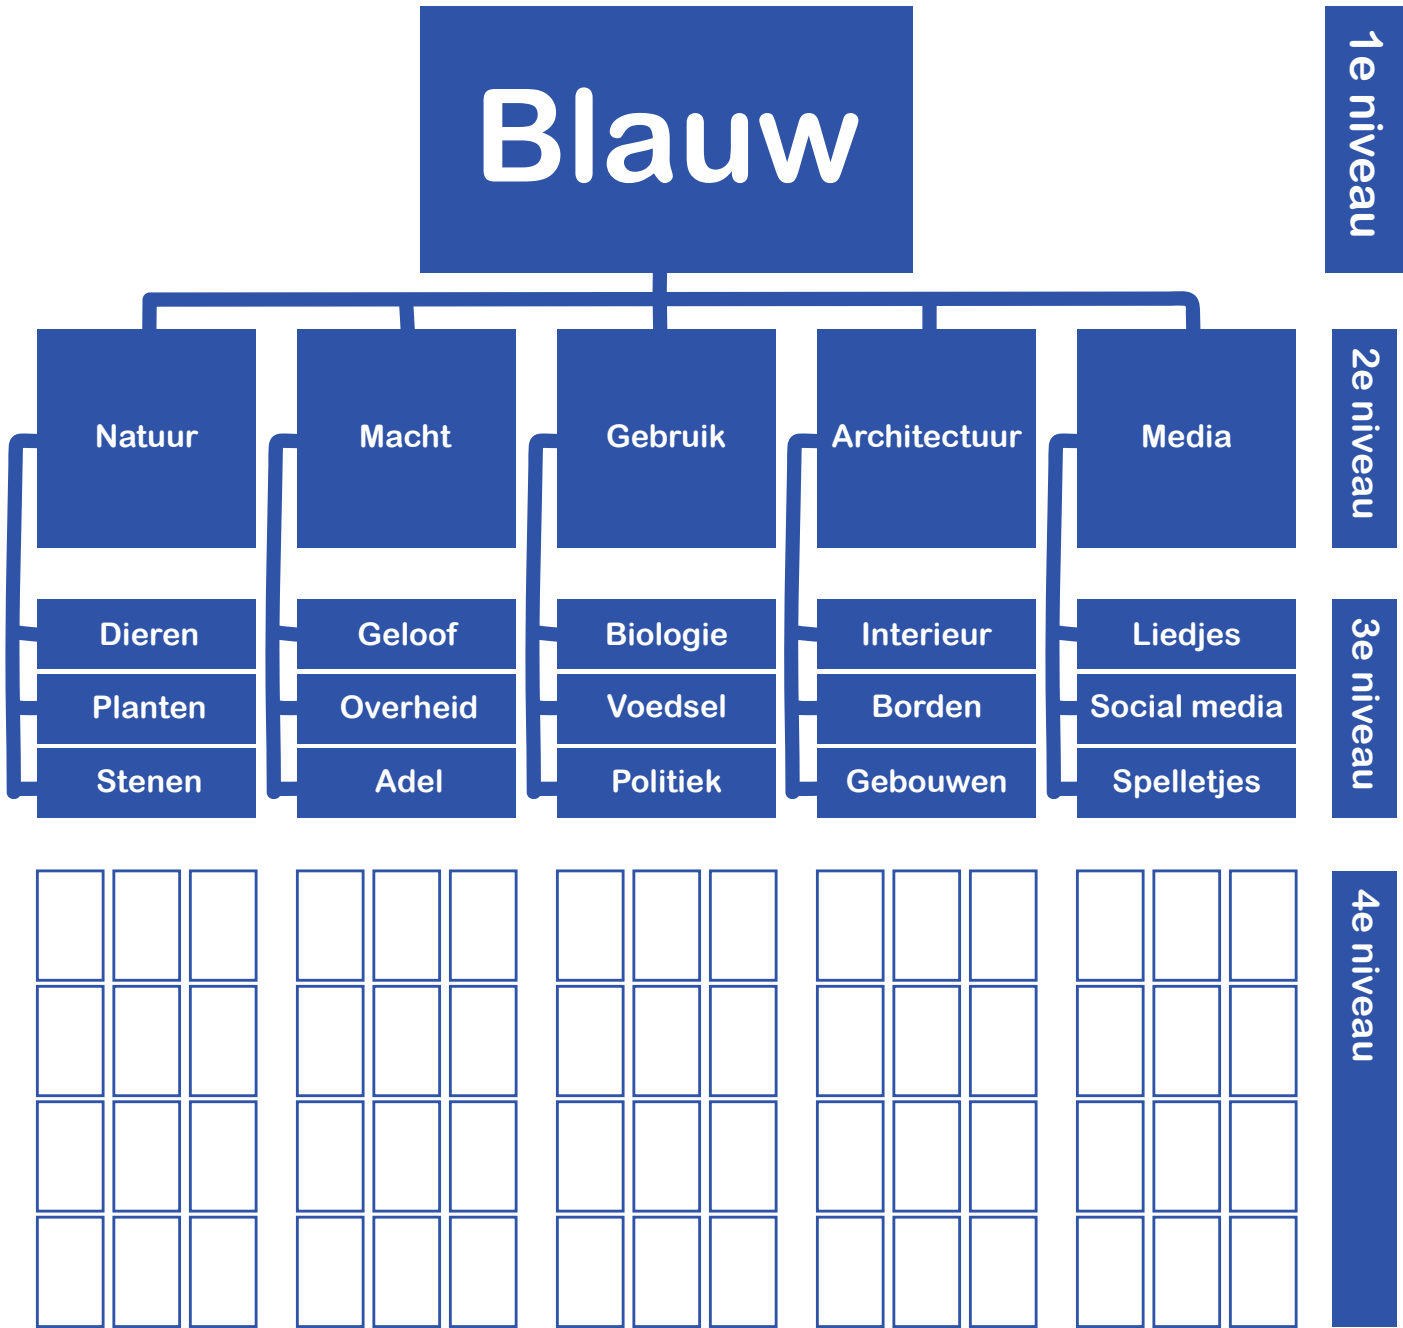 Blauw
1e niveau
Natuur
Macht
Gebruik
Architectuur
Media
2e niveau
Dieren
Geloof
Biologie
Interieur
Liedjes
Planten
Overheid
Voedsel
Borden
Social media
Stenen
Adel
Politiek
Gebouwen
Spelletjes
3e niveau
4e niveau